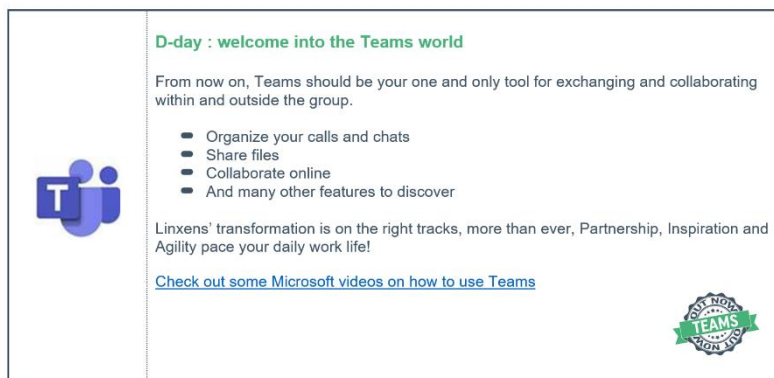 D-day : welcome into the Teams world
From now on, Teams should be your one and only tool for exchanging and collaborating
within and outside the group.
Organize your calls and chats
Share files
Collaborate online
And many other features to discover
T
Linxens’ transformation is on the right tracks, more than ever, Partnership, Inspiration and
Agility pace your daily work life!
Check out some Microsoft videos on how to use Teams
OUT NOW
TEAMS
OUT NOW